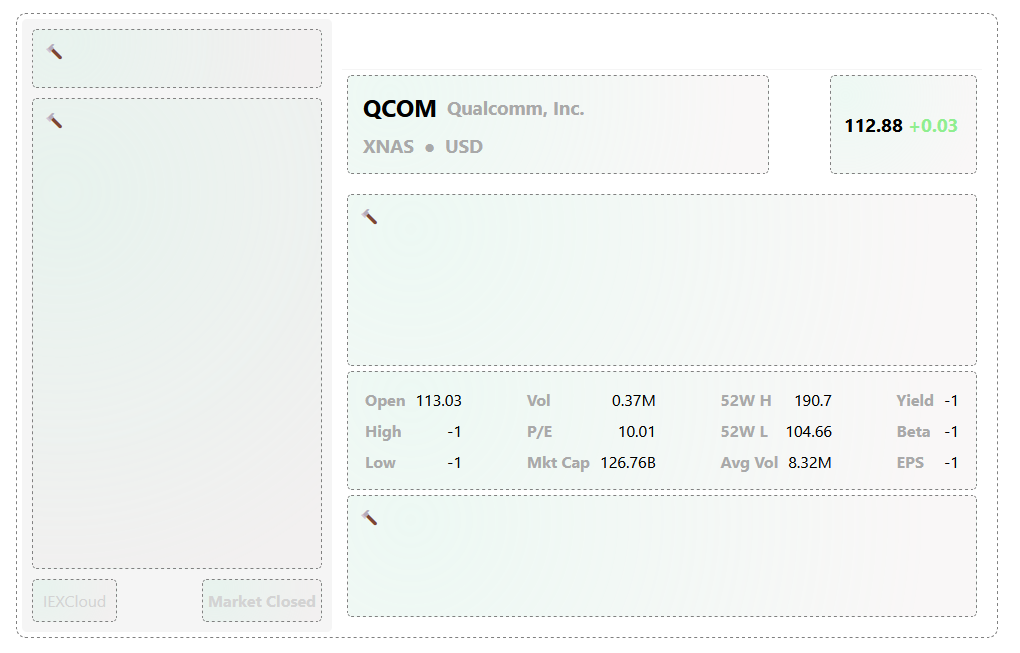 QCOM Qualcomm, Inc.
XNAS ● USD
112.88 +0.03
Open 113.03 Vol 0.37M 52W H 190.7 Yield -1
High -1 P/E 10.01 52W L 104.66 Beta -1
Low -1 Mkt Cap 126.76B Avg Vol 8.32M EPS -1
IEXCloud Market Closed